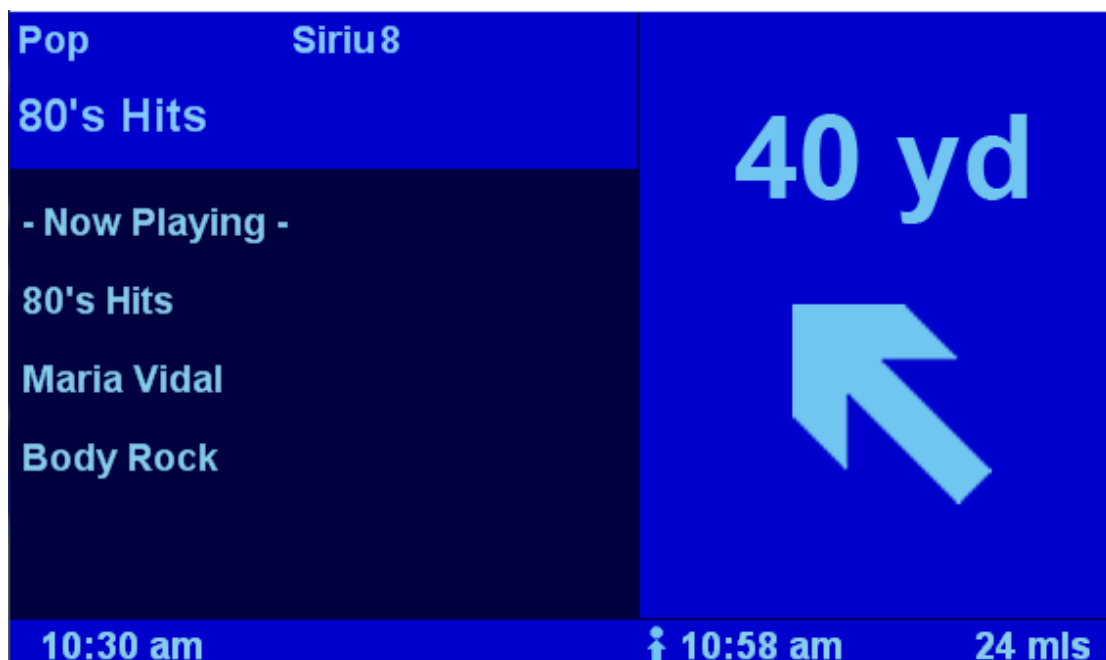 Pop Siriu8
80's Hits
- Now Playing -
80's Hits
Maria Vidal
Body Rock
40 yd
10:30 am 10:58 am 24 mls